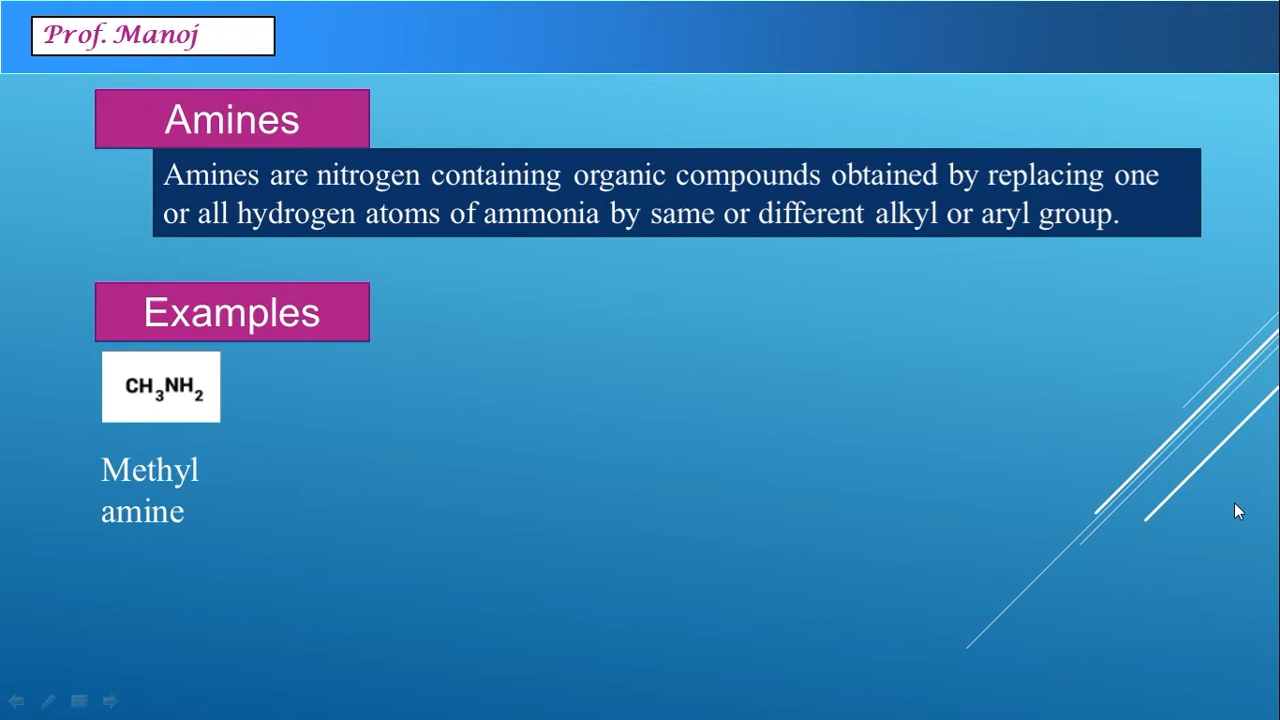 Prof. Manoj
Amines
Amines are nitrogen containing organic compounds obtained by replacing one
or all hydrogen atoms of ammonia by same or different alkyl or aryl group.
Examples
CH3NH2
Methyl
amine